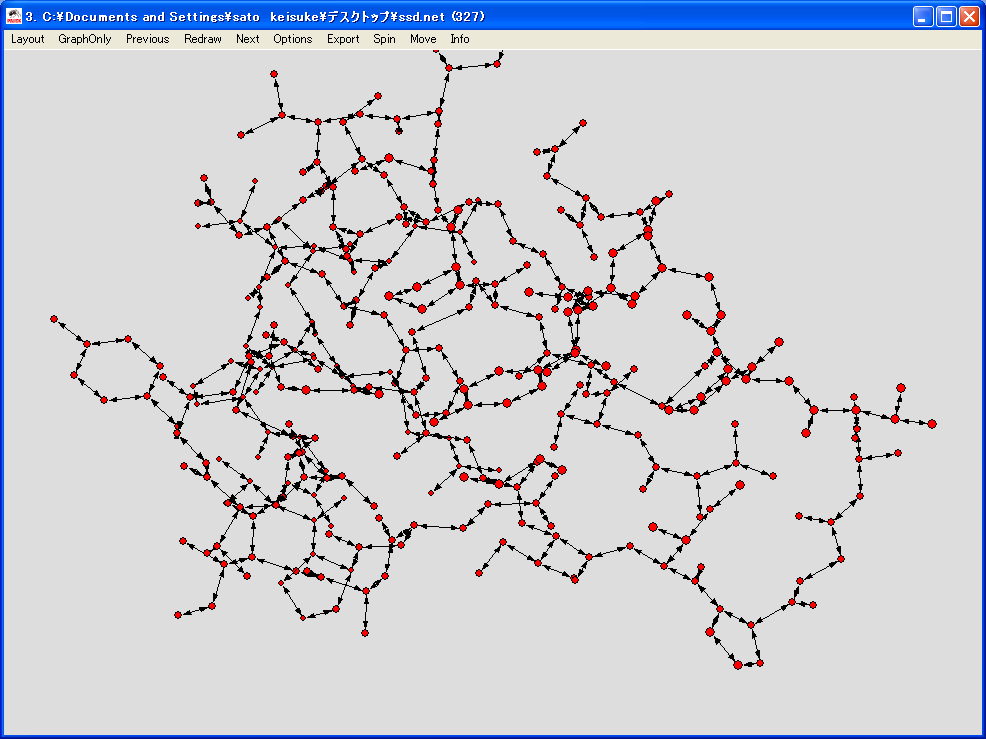 3. C:¥Documents and Settings¥sato keisuke¥デスクトップ¥ssd.net (327)
Layout GraphOnly Previous Redraw Next Options Export Spin Move Info